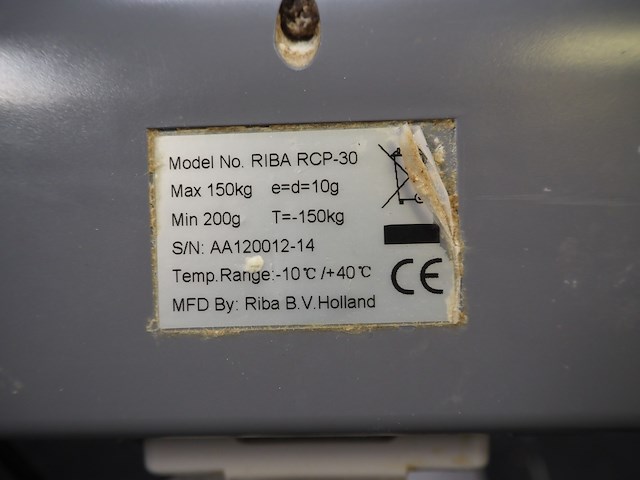 Model No. RIBA RCP-30
Max 150kg e=d=10g
Min 200g T=-150kg
S/N: AA120012-14
Temp.Range:-10℃/+40℃
MFD By: Riba B.V.Holland
CE